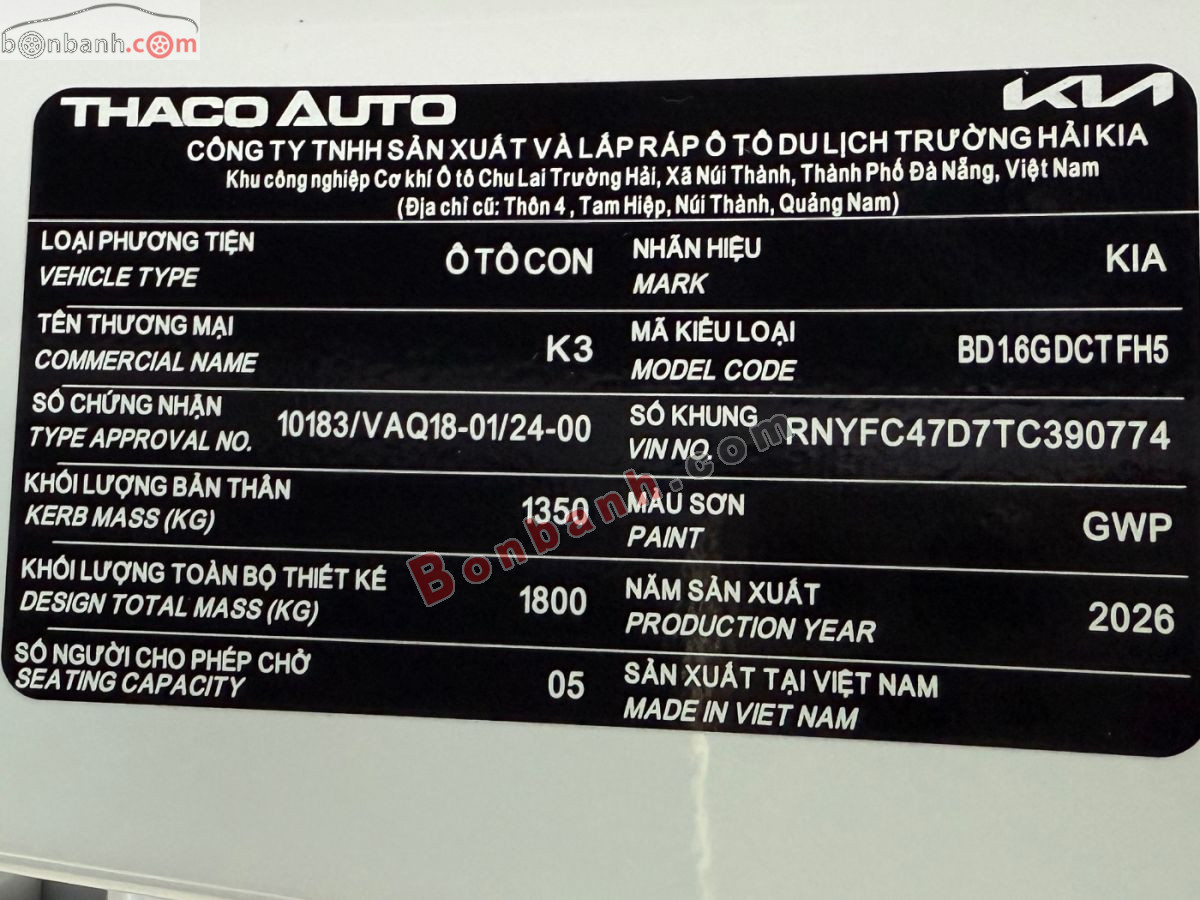 bonbanh.com
THACO AUTO
KIA
CÔNG TY TNHH SẢN XUẤT VÀ LẮP RÁP Ô TÔ DU LỊCH TRƯỜNG HẢI KIA
Khu công nghiệp Cơ khí Ô tô Chu Lai Trường Hải, Xã Núi Thành, Thành Phố Đà Nẵng, Việt Nam
(Địa chỉ cũ: Thôn 4 , Tam Hiệp, Núi Thành, Quảng Nam)
LOẠI PHƯƠNG TIỆN
VEHICLE TYPE
Ô TÔ CON
NHÃN HIỆU
MARK
KIA
TÊN THƯƠNG MẠI
COMMERCIAL NAME
K3
MÃ KIỂU LOẠI
MODEL CODE
BD 1.6G DCT FH5
SỐ CHỨNG NHẬN
TYPE APPROVAL NO.
10183/VAQ18-01/24-00
SỐ KHUNG
VIN NO.
RNYFC47D7TC390774
KHỐI LƯỢNG BẢN THÂN
KERB MASS (KG)
1350
MÀU SƠN
PAINT
GWP
KHỐI LƯỢNG TOÀN BỘ THIẾT KẾ
DESIGN TOTAL MASS (KG)
1800
NĂM SẢN XUẤT
PRODUCTION YEAR
2026
SỐ NGƯỜI CHO PHÉP CHỞ
SEATING CAPACITY
05
SẢN XUẤT TẠI VIỆT NAM
MADE IN VIET NAM
Bonbanh.com